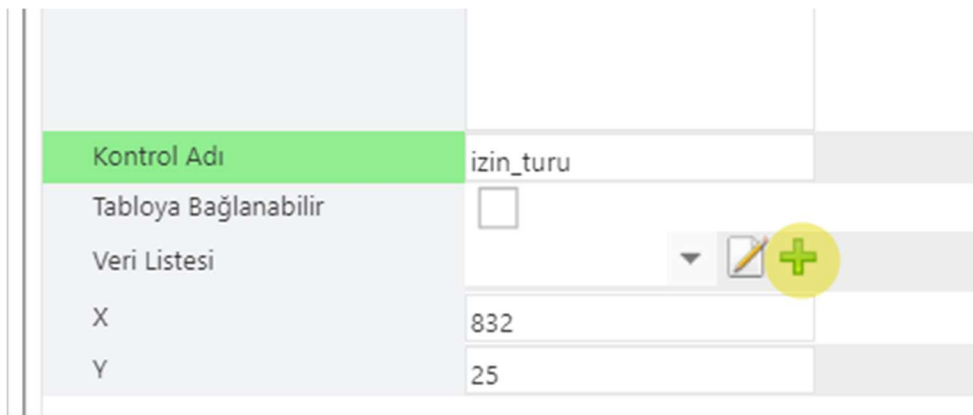 Kontrol Adı izin_turu
Tabloya Bağlanabilir
Veri Listesi
X 832
Y 25